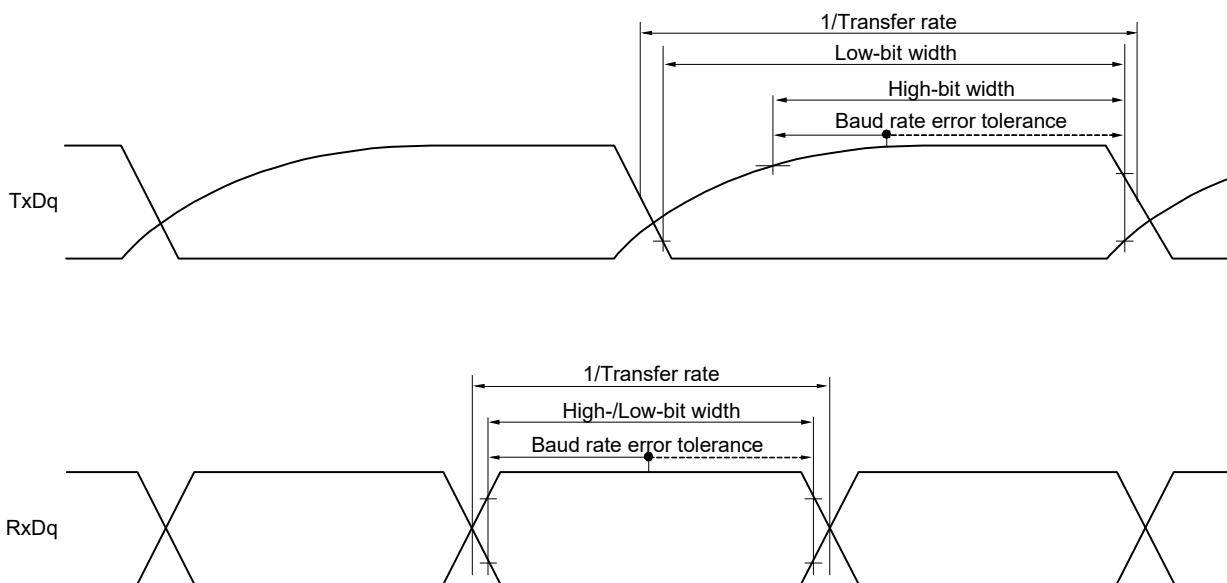 1/Transfer rate
Low-bit width
High-bit width
Baud rate error tolerance
TxDq
1/Transfer rate
High-/Low-bit width
Baud rate error tolerance
RxDq